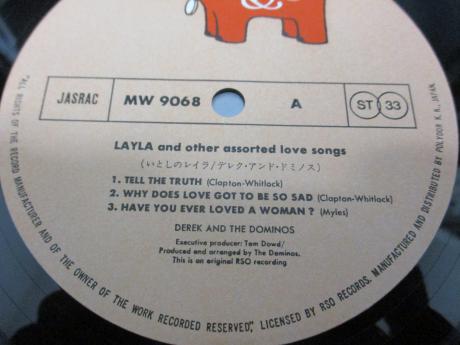 JASRAC
MW 9068
A
ST 33
LAYLA and other assorted love songs
(いとしのレイラ/デレク・アンド・ドミノス)
1. TELL THE TRUTH (Clapton-Whitlock)
2. WHY DOES LOVE GOT TO BE SO SAD (Clapton-Whitlock)
3. HAVE YOU EVER LOVED A WOMAN ? (Myles)
DEREK AND THE DOMINOS
Executive producer: Tom Dowd/
Produced and arranged by The Dominos.
This is an original RSO recording
"ALL RIGHTS OF THE RECORD MANUFACTURER AND OF THE OWNER OF THE WORK RECORDED RESERVED", LICENSED BY RSO RECORDS. MANUFACTURED AND DISTRIBUTED BY POLYDOR K. K., JAPAN.